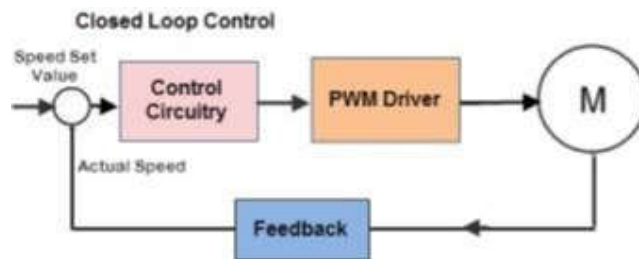 Closed Loop Control
Speed Set
Value
Control
Circuitry
PWM Driver
M
Actual Speed
Feedback